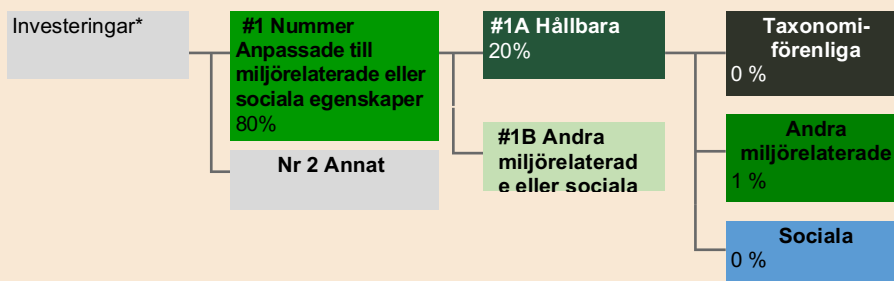 Investeringar*
#1 Nummer
Anpassade till
miljörelaterade eller
sociala egenskaper
80%
Nr 2 Annat
#1A Hållbara
20%
#1B Andra
miljörelaterad
e eller sociala
Taxonomi-
förenliga
0 %
Andra
miljörelaterade
1 %
Sociala
0 %